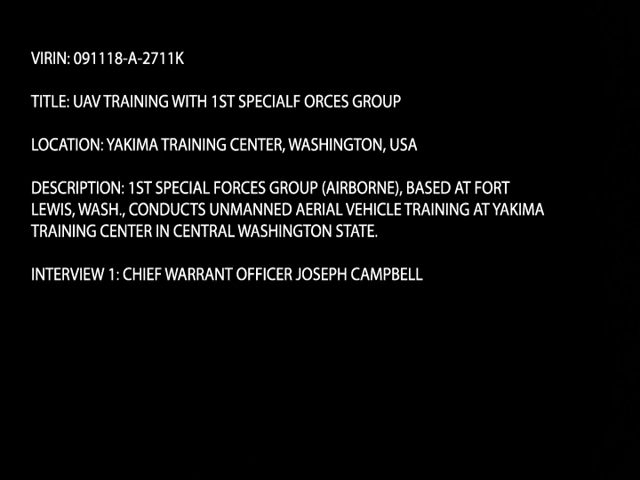 VIRIN: 091118-A-2711K
TITLE: UAV TRAINING WITH 1ST SPECIALF ORCES GROUP
LOCATION: YAKIMA TRAINING CENTER, WASHINGTON, USA
DESCRIPTION: 1ST SPECIAL FORCES GROUP (AIRBORNE), BASED AT FORT
LEWIS, WASH., CONDUCTS UNMANNED AERIAL VEHICLE TRAINING AT YAKIMA
TRAINING CENTER IN CENTRAL WASHINGTON STATE.
INTERVIEW 1: CHIEF WARRANT OFFICER JOSEPH CAMPBELL